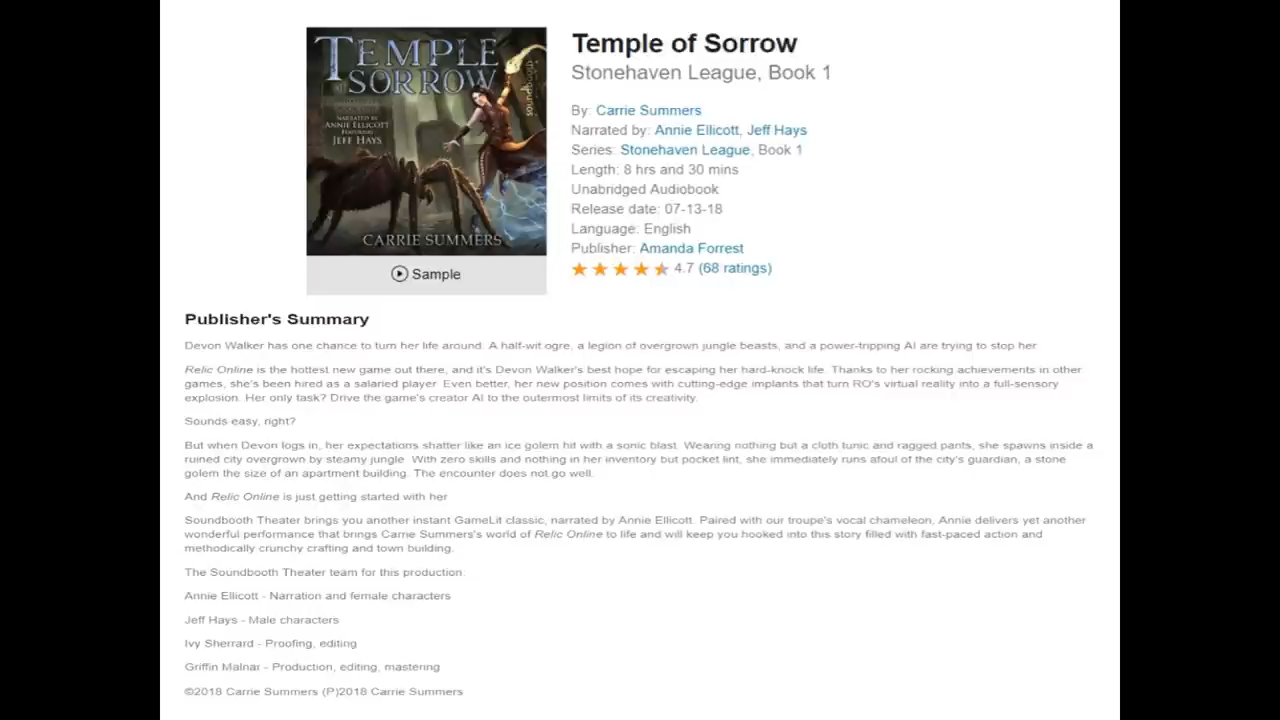 TEMPLE
OF SORROW
NARRATED BY
ANNIE ELLICOTT
FEATURING
JEFF HAYS
soundbooth
CARRIE SUMMERS
Sample
Temple of Sorrow
Stonehaven League, Book 1
By: Carrie Summers
Narrated by: Annie Ellicott, Jeff Hays
Series: Stonehaven League, Book 1
Length: 8 hrs and 30 mins
Unabridged Audiobook
Release date: 07-13-18
Language: English
Publisher: Amanda Forrest
4.7 (68 ratings)
Publisher's Summary
Devon Walker has one chance to turn her life around. A half-wit ogre, a legion of overgrown jungle beasts, and a power-tripping AI are trying to stop her.
Relic Online is the hottest new game out there, and it's Devon Walker's best hope for escaping her hard-knock life. Thanks to her rocking achievements in other
games, she's been hired as a salaried player. Even better, her new position comes with cutting-edge implants that turn RO's virtual reality into a full-sensory
explosion. Her only task? Drive the game's creator AI to the outermost limits of its creativity.
Sounds easy, right?
But when Devon logs in, her expectations shatter like an ice golem hit with a sonic blast. Wearing nothing but a cloth tunic and ragged pants, she spawns inside a
ruined city overgrown by steamy jungle. With zero skills and nothing in her inventory but pocket lint, she immediately runs afoul of the city's guardian, a stone
golem the size of an apartment building. The encounter does not go well.
And Relic Online is just getting started with her.
Soundbooth Theater brings you another instant GameLit classic, narrated by Annie Ellicott. Paired with our troupe's vocal chameleon, Annie delivers yet another
wonderful performance that brings Carrie Summers's world of Relic Online to life and will keep you hooked into this story filled with fast-paced action and
methodically crunchy crafting and town building.
The Soundbooth Theater team for this production:
Annie Ellicott - Narration and female characters
Jeff Hays - Male characters
Ivy Sherrard - Proofing, editing
Griffin Malnar - Production, editing, mastering
©2018 Carrie Summers (P)2018 Carrie Summers